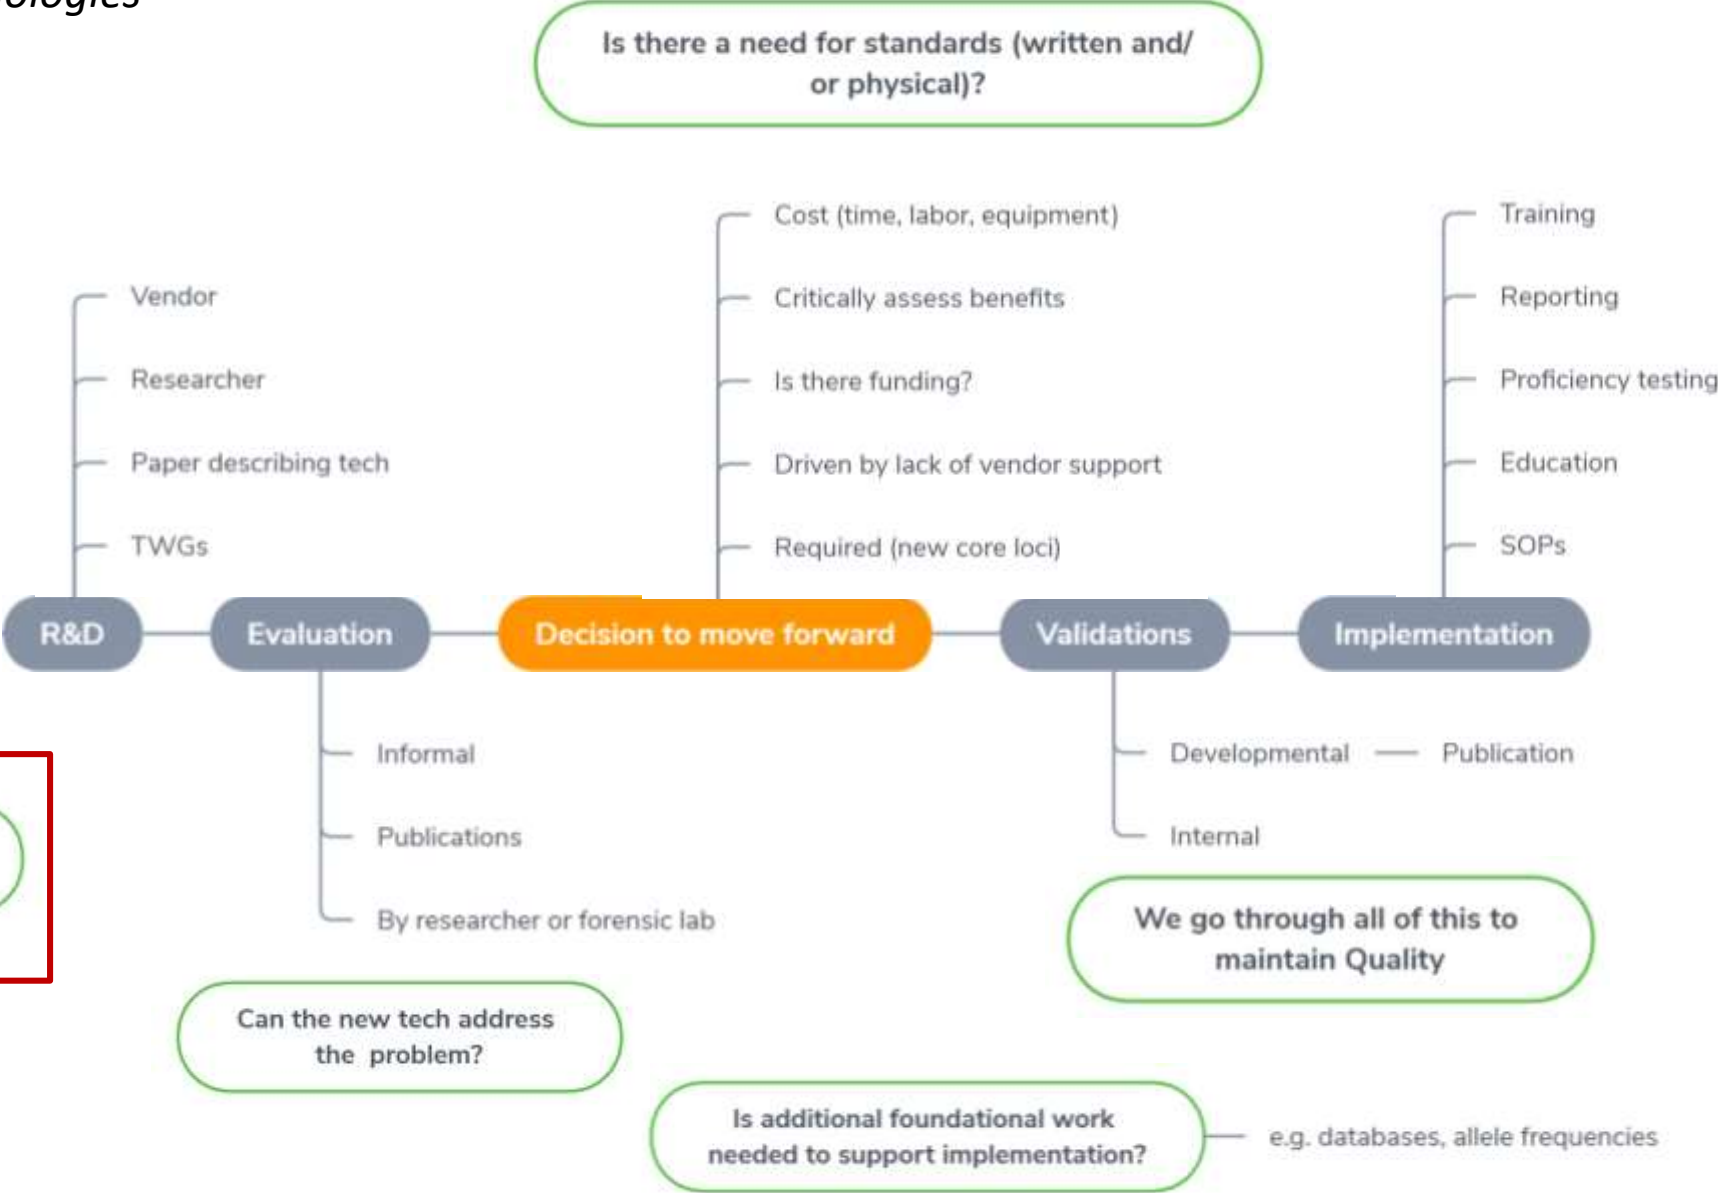 Is there a need for standards (written and/
or physical)?
Cost (time, labor, equipment)
Critically assess benefits
Is there funding?
Driven by lack of vendor support
Required (new core loci)
Training
Reporting
Proficiency testing
Education
SOPs
Vendor
Researcher
Paper describing tech
TWGs
R&D
Evaluation
Decision to move forward
Validations
Implementation
Informal
Publications
By researcher or forensic lab
Developmental
Publication
Internal
We go through all of this to
maintain Quality
Can the new tech address
the problem?
Is additional foundational work
needed to support implementation?
e.g. databases, allele frequencies